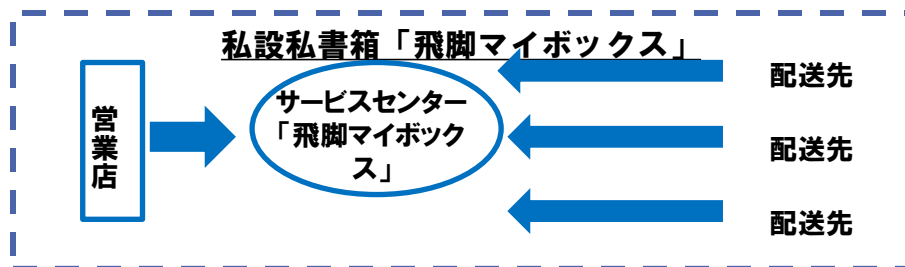 私設私書箱「飛脚マイボックス」
営業店
サービスセンター
「飛脚マイボック
ス」
配送先
配送先
配送先